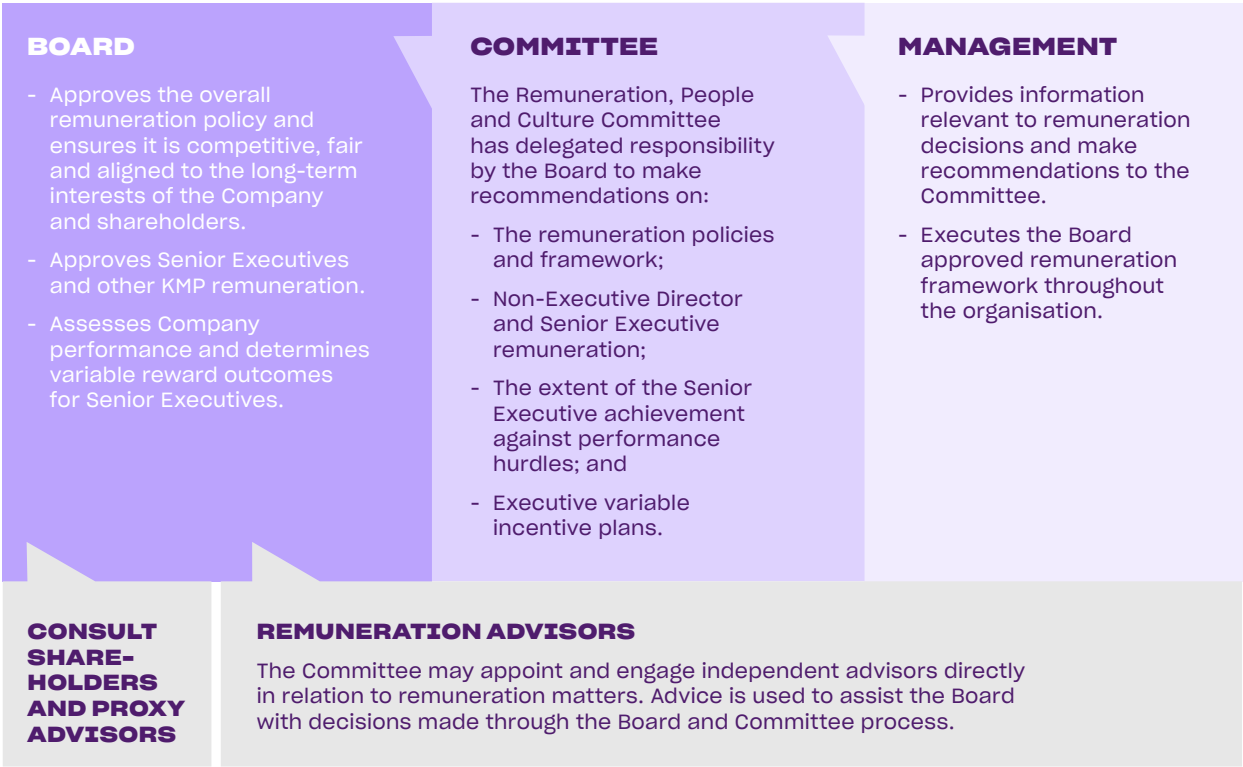 BOARD
- Approves the overall
remuneration policy and
ensures it is competitive, fair
and aligned to the long-term
interests of the Company
and shareholders.
- Approves Senior Executives
and other KMP remuneration.
- Assesses Company
performance and determines
variable reward outcomes
for Senior Executives.
COMMITTEE
The Remuneration, People
and Culture Committee
has delegated responsibility
by the Board to make
recommendations on:
- The remuneration policies
and framework;
- Non-Executive Director
and Senior Executive
remuneration;
- The extent of the Senior
Executive achievement
against performance
hurdles; and
- Executive variable
incentive plans.
MANAGEMENT
- Provides information
relevant to remuneration
decisions and make
recommendations to the
Committee.
- Executes the Board
approved remuneration
framework throughout
the organisation.
CONSULT
SHARE-
HOLDERS
AND PROXY
ADVISORS
REMUNERATION ADVISORS
The Committee may appoint and engage independent advisors directly
in relation to remuneration matters. Advice is used to assist the Board
with decisions made through the Board and Committee process.